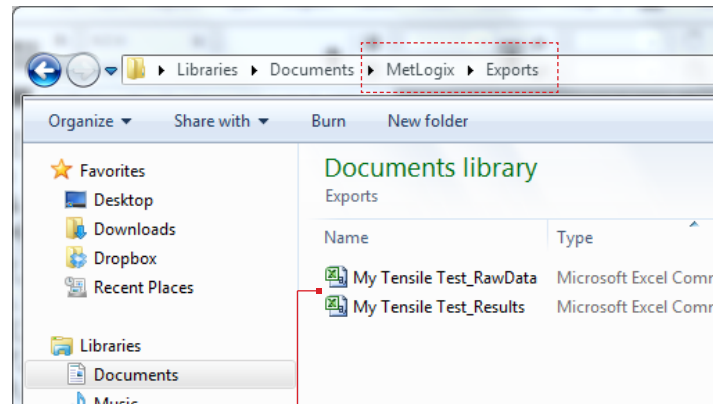 Libraries Documents MetLogix Exports
Organize Share with Burn New folder
Favorites
Desktop
Downloads
Dropbox
Recent Places
Libraries
Documents
Music
Documents library
Exports
Name Type
My Tensile Test_RawData Microsoft Excel Comm
My Tensile Test_Results Microsoft Excel Comm